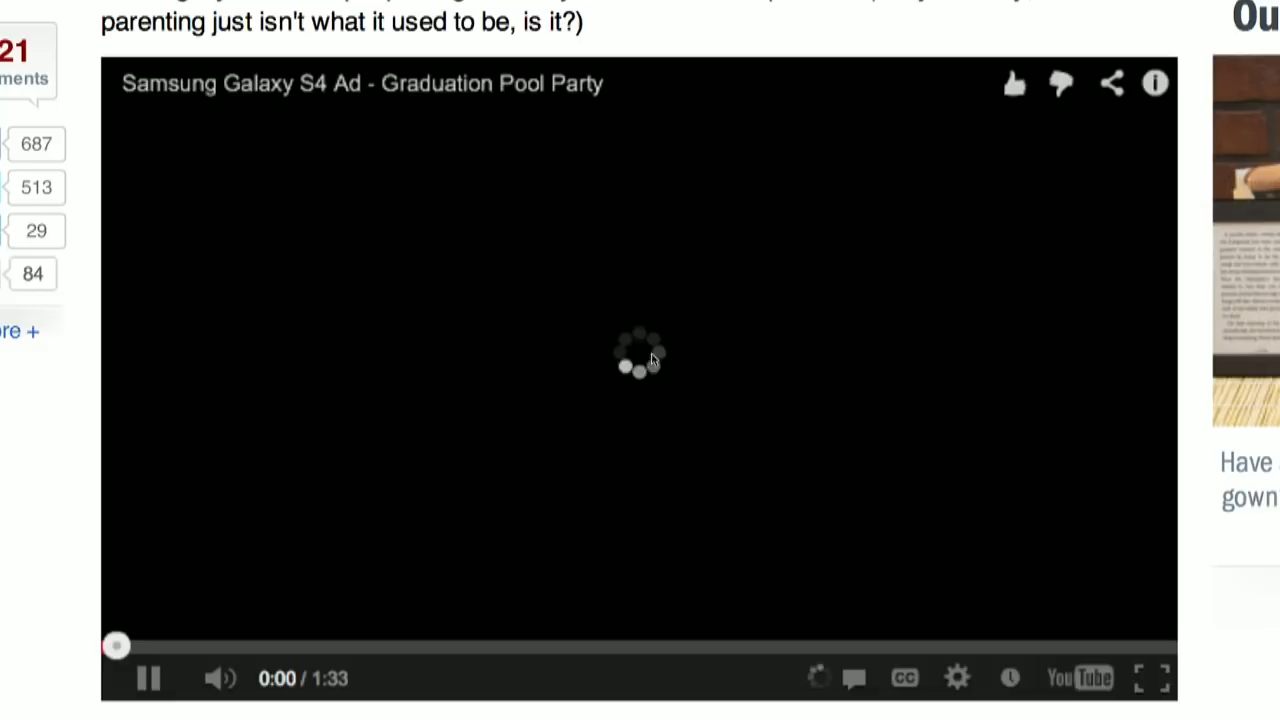 parenting just isn't what it used to be, is it?)
21
ments
687
513
29
84
re +
Samsung Galaxy S4 Ad - Graduation Pool Party
0:00 / 1:33
CC
YouTube
Ou
Have
gown